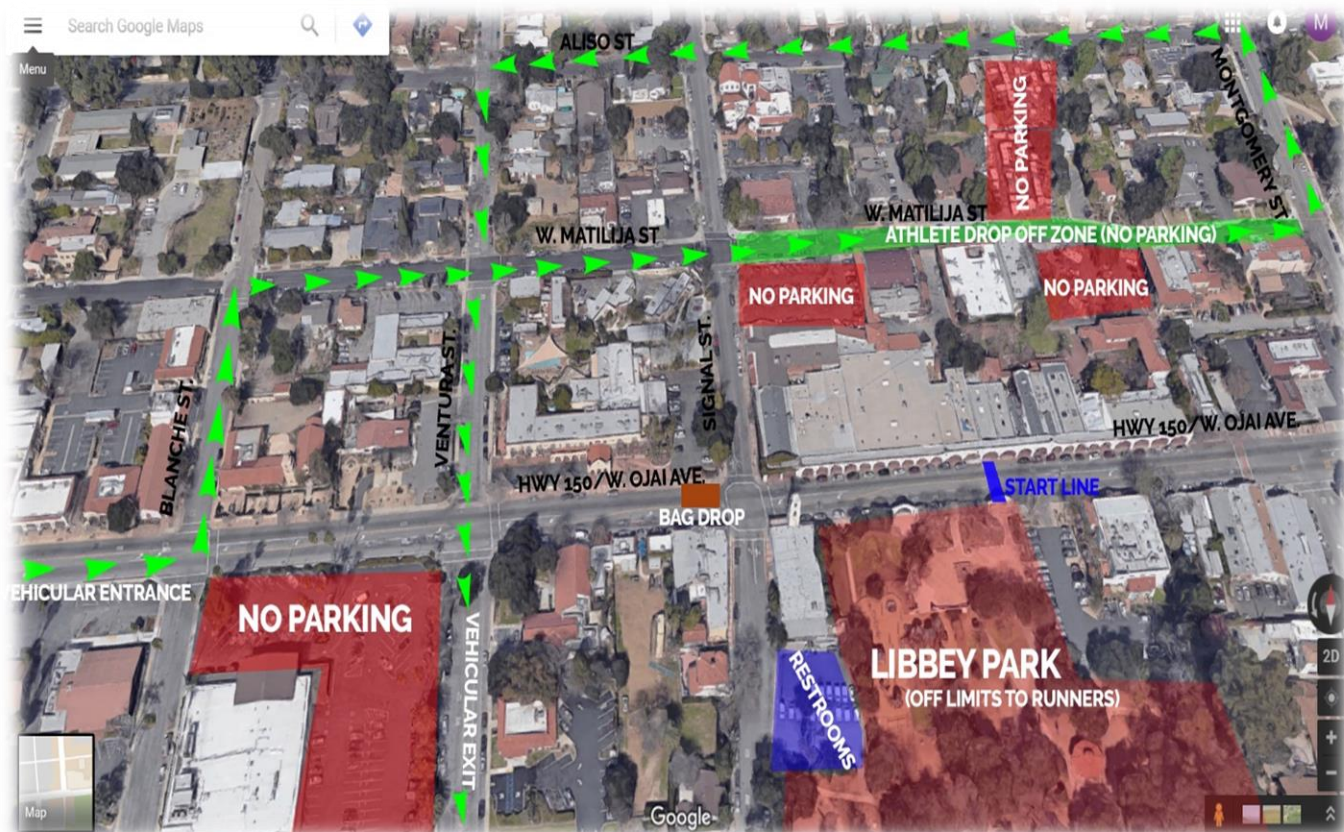 Search Google Maps
M
Menu
ALISO ST
MONTGOMERY ST
NO PARKING
W. MATILIJA ST
W. MATILIJA ST
ATHLETE DROP OFF ZONE (NO PARKING)
NO PARKING
NO PARKING
BLANCHE ST
VENTURA ST.
SIGNAL ST.
HWY 150/W. OJAI AVE.
HWY 150/W. OJAI AVE.
START LINE
BAG DROP
VEHICULAR ENTRANCE
NO PARKING
VEHICULAR EXIT
RESTROOMS
LIBBEY PARK
(OFF LIMITS TO RUNNERS)
2D
Map
Google